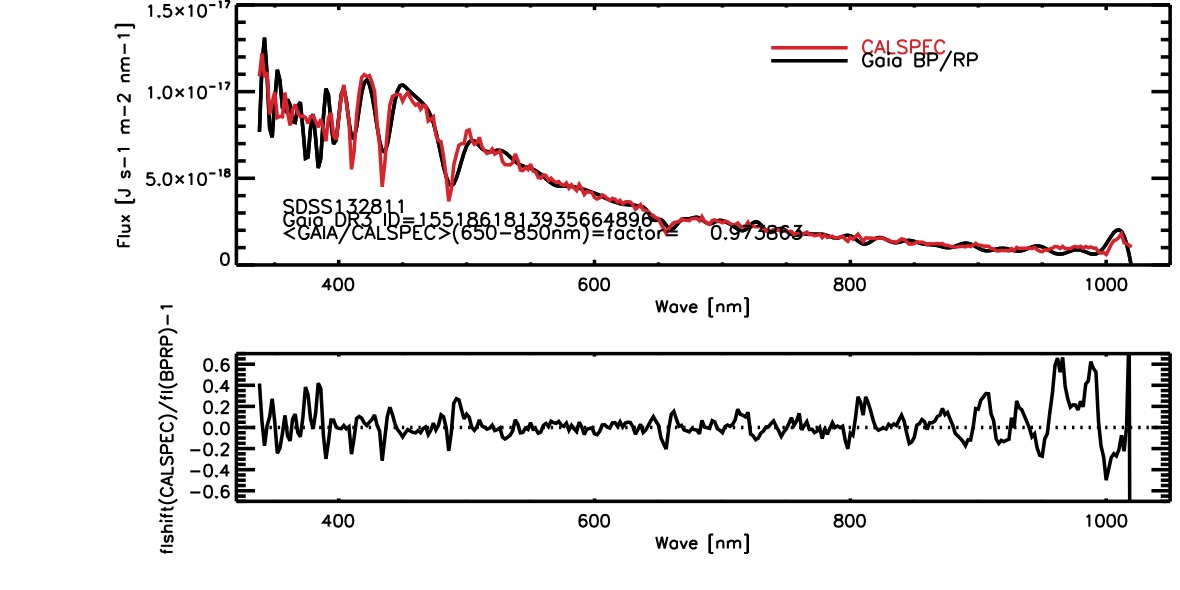 1.5×10−17
1.0×10−17
5.0×10−18
0
Flux [J s−1 m−2 nm−1]
CALSPEC
Gaia BP/RP
SDSS132811
Gaia DR3 ID=1551861813935664896
<GAIA/CALSPEC>(650−850nm)=factor= 0.973863
400 600 800 1000
Wave [nm]
flshift(CALSPEC)/fl(BPRP)−1
0.6
0.4
0.2
0.0
−0.2
−0.4
−0.6
400 600 800 1000
Wave [nm]